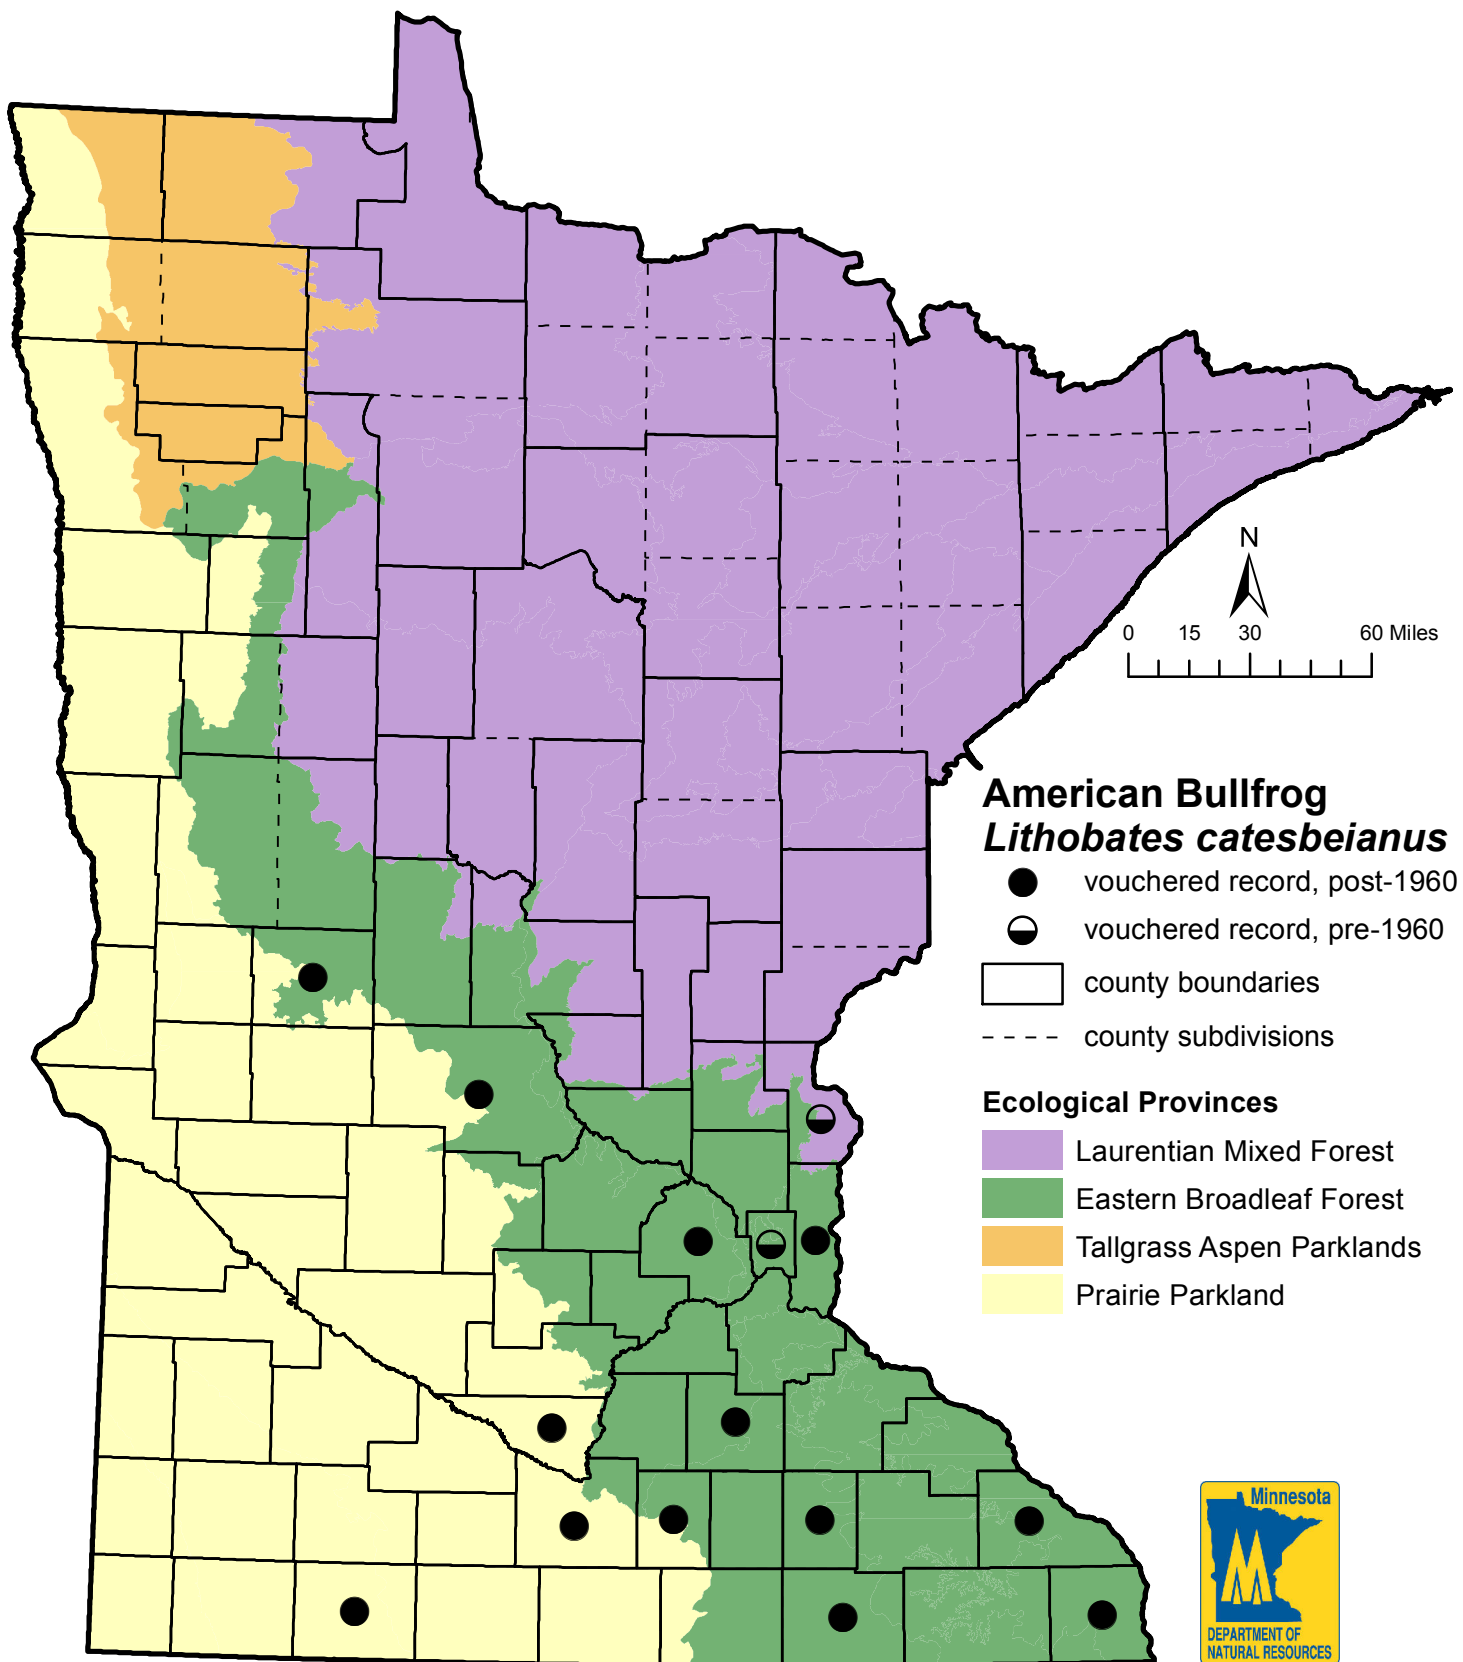 N
0 15 30 60 Miles
American Bullfrog
Lithobates catesbeianus
vouchered record, post-1960
vouchered record, pre-1960
county boundaries
county subdivisions
Ecological Provinces
Laurentian Mixed Forest
Eastern Broadleaf Forest
Tallgrass Aspen Parklands
Prairie Parkland
Minnesota
DEPARTMENT OF
NATURAL RESOURCES